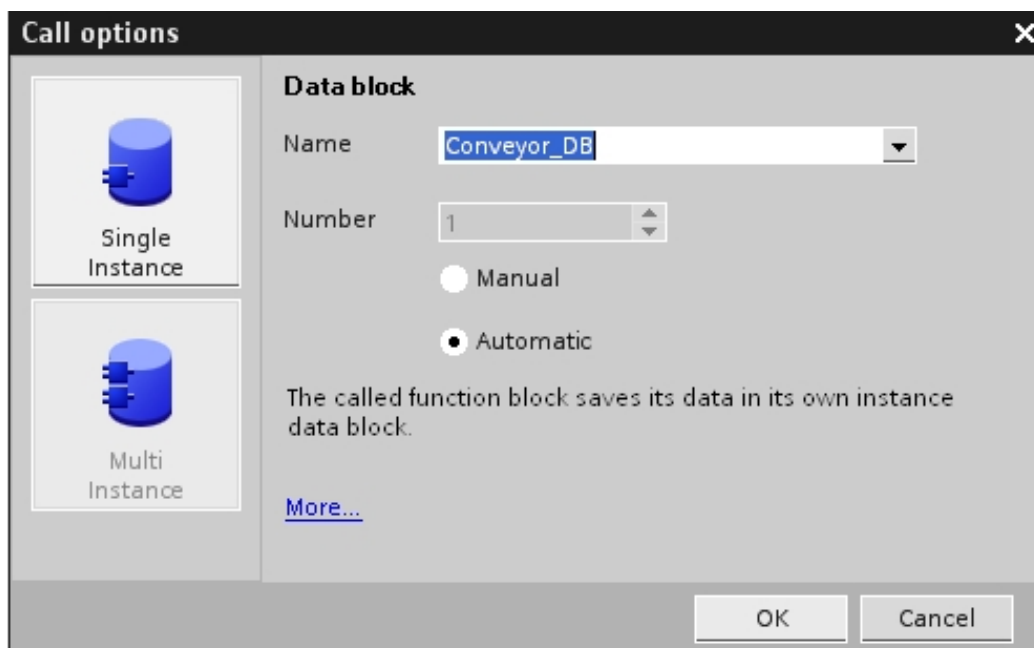 Call options
Single
Instance
Multi
Instance
Data block
Name
Conveyor_DB
Number
1
Manual
Automatic
The called function block saves its data in its own instance
data block.
More...
OK
Cancel